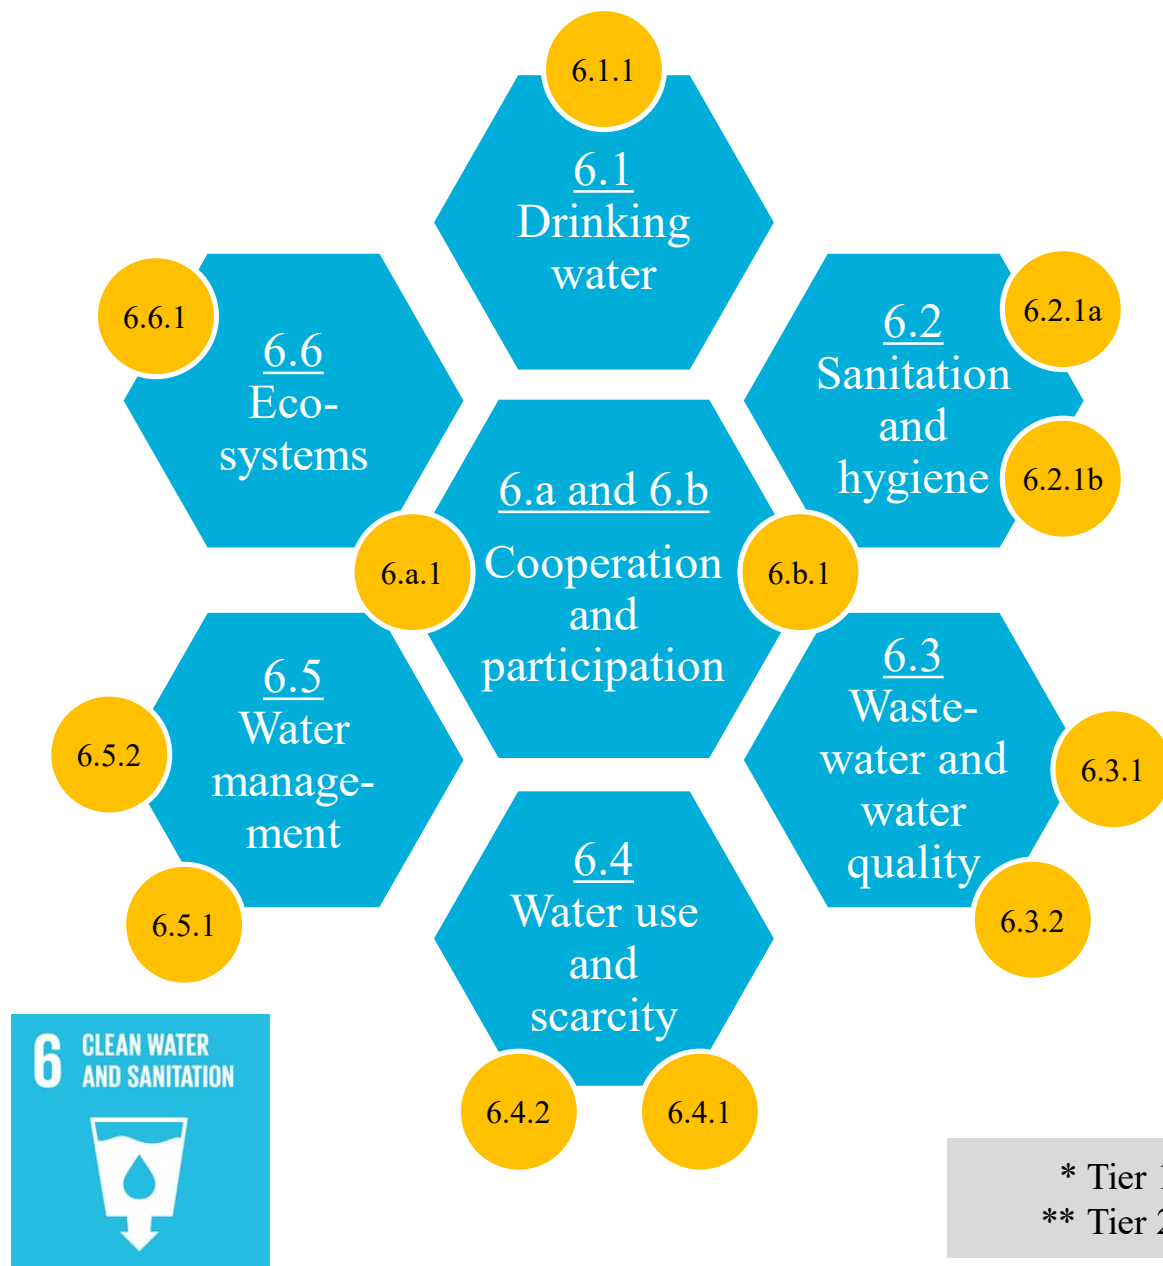 6.1.1
6.1
Drinking
water
6.6.1
6.6
Eco-
systems
6.2.1a
6.2
Sanitation
and
hygiene
6.2.1b
6.a and 6.b
Cooperation
and
participation
6.a.1
6.b.1
6.5
Water
manage-
ment
6.5.2
6.5.1
6.3
Waste-
water and
water
quality
6.3.1
6.3.2
6.4
Water use
and
scarcity
6.4.2
6.4.1
6 CLEAN WATER
AND SANITATION
* Tier 1
** Tier 2